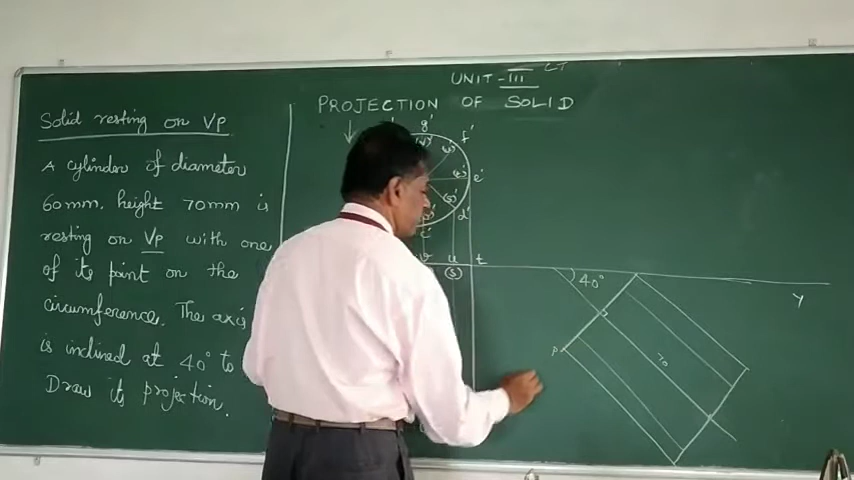 UNIT-III CT
PROJECTION OF SOLID
Solid resting on VP
A cylinder of diameter
60mm, height 70mm is
resting on VP with one
of its point on the
circumference. The axis
is inclined at 40° to
Draw its projection.
g'
f'
e'
d'
c'
u t
(s)
40°
Y
P
70